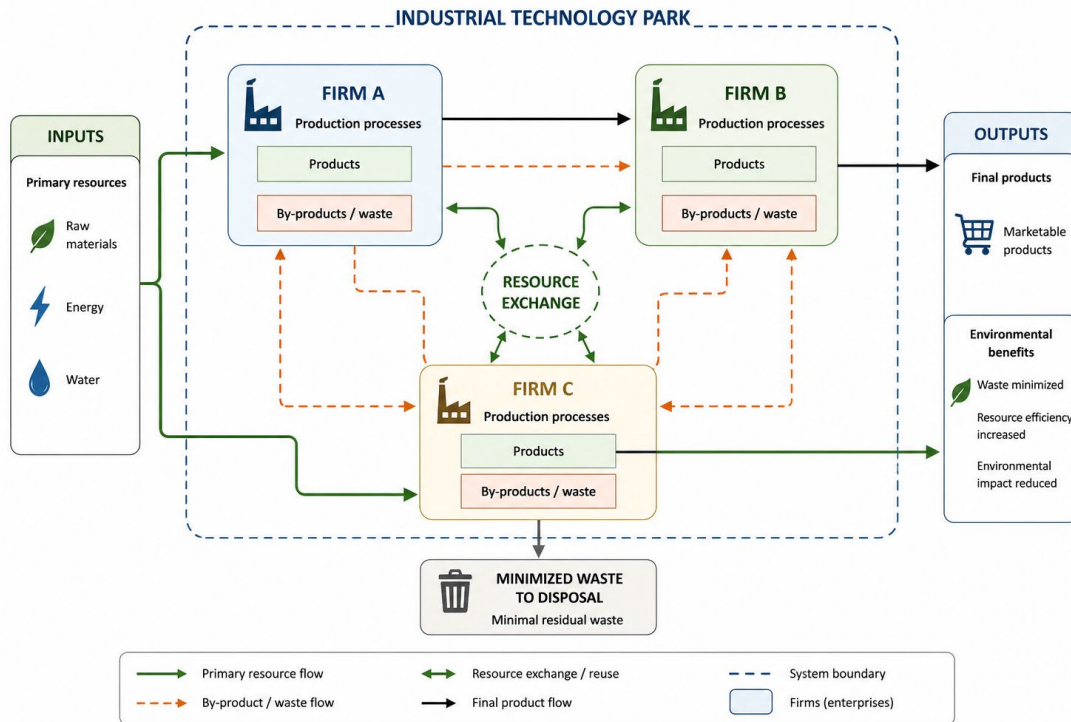 INDUSTRIAL TECHNOLOGY PARK
INPUTS
Primary resources
Raw
materials
Energy
Water
FIRM A
Production processes
Products
By-products / waste
FIRM B
Production processes
Products
By-products / waste
RESOURCE
EXCHANGE
FIRM C
Production processes
Products
By-products / waste
OUTPUTS
Final products
Marketable
products
Environmental
benefits
Waste minimized
Resource efficiency
increased
Environmental
impact reduced
MINIMIZED WASTE
TO DISPOSAL
Minimal residual waste
Primary resource flow
Resource exchange / reuse
System boundary
By-product / waste flow
Final product flow
Firms (enterprises)